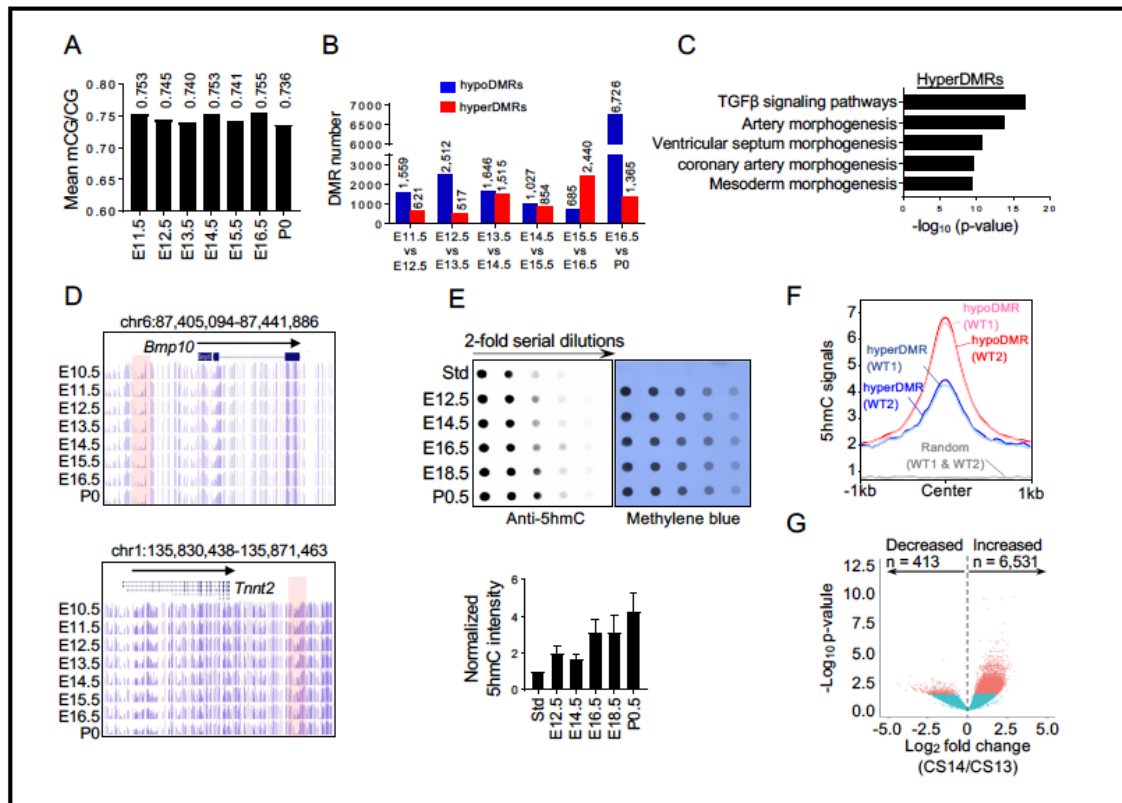 A
Mean mCG/CG
0.80
0.75
0.70
0.65
0.60
0.753
0.745
0.740
0.753
0.741
0.755
0.736
E11.5
E12.5
E13.5
E14.5
E15.5
E16.5
P0
B
hypoDMRs
hyperDMRs
DMR number
7000
6000
5000
3000
2000
1000
0
1,559
621
2,512
517
1,646
1,515
1,027
854
685
2,440
6,726
1,365
E11.5 E12.5 E13.5 E14.5 E15.5 E16.5
vs vs vs vs vs vs
E12.5 E13.5 E14.5 E15.5 E16.5 P0
C
HyperDMRs
TGFβ signaling pathways
Artery morphogenesis
Ventricular septum morphogenesis
coronary artery morphogenesis
Mesoderm morphogenesis
0 5 10 15 20
-log10 (p-value)
D
chr6:87,405,094-87,441,886
Bmp10
E10.5
E11.5
E12.5
E13.5
E14.5
E15.5
E16.5
P0
chr1:135,830,438-135,871,463
Tnnt2
E10.5
E11.5
E12.5
E13.5
E14.5
E15.5
E16.5
P0
E
2-fold serial dilutions
Std
E12.5
E14.5
E16.5
E18.5
P0.5
Anti-5hmC
Methylene blue
Normalized
5hmC intensity
6
4
2
0
Std
E12.5
E14.5
E16.5
E18.5
P0.5
F
5hmC signals
7
6
5
4
3
2
1
hypoDMR
(WT1)
hypoDMR
(WT2)
hyperDMR
(WT1)
hyperDMR
(WT2)
Random
(WT1 & WT2)
-1kb Center 1kb
G
Decreased Increased
n = 413 n = 6,531
-Log10 p-valule
12.5
10.0
7.5
5.0
2.5
0.0
-5.0 -2.5 0 2.5 5.0
Log2 fold change
(CS14/CS13)